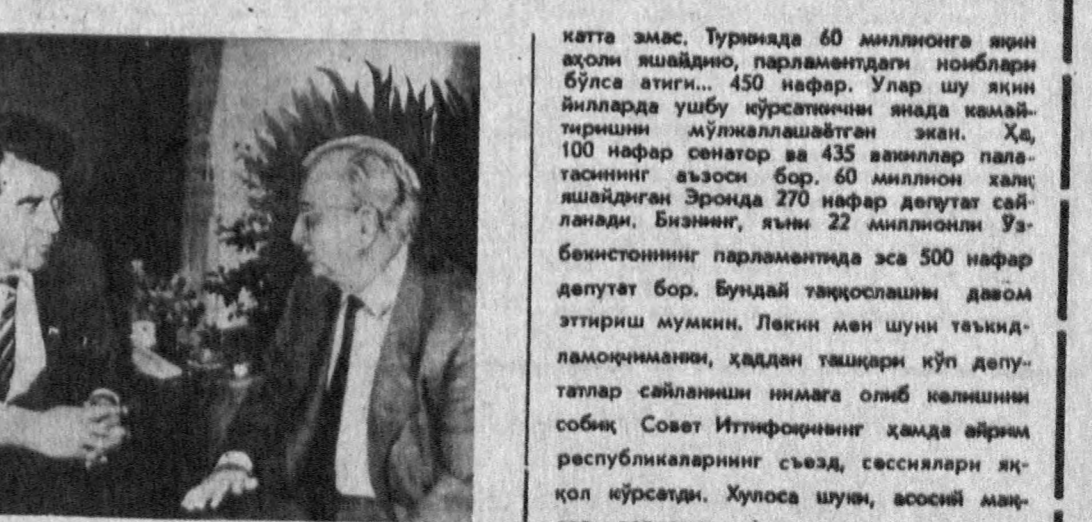 катта эмас. Туркияда 60 миллионга яқин
аҳоли яшайдию, парламентдаги ноиблари
бўлса атиги... 450 нафар. Улар шу яқин
йилларда ушбу кўрсаткични янада камай-
тиришни мўлжаллашаётган экан. Ҳа,
100 нафар сенатор ва 435 вакиллар пала-
тасининг аъзоси бор. 60 миллион халқ
яшайдиган Эронда 270 нафар депутат сай-
ланади. Бизнинг, яъни 22 миллионли Ўз-
бекистоннинг парламентида эса 500 нафар
депутат бор. Бундай таққослашни давом
эттириш мумкин. Лекин мен шуни таъкид-
ламоқчиманки, ҳаддан ташқари кўп депу-
татлар сайланиши нимага олиб келишини
собиқ Совет Иттифоқининг ҳамда айрим
республикаларнинг съезд, сессиялари яқ-
қол кўрсатди. Хулоса шуки, асосий мақ-